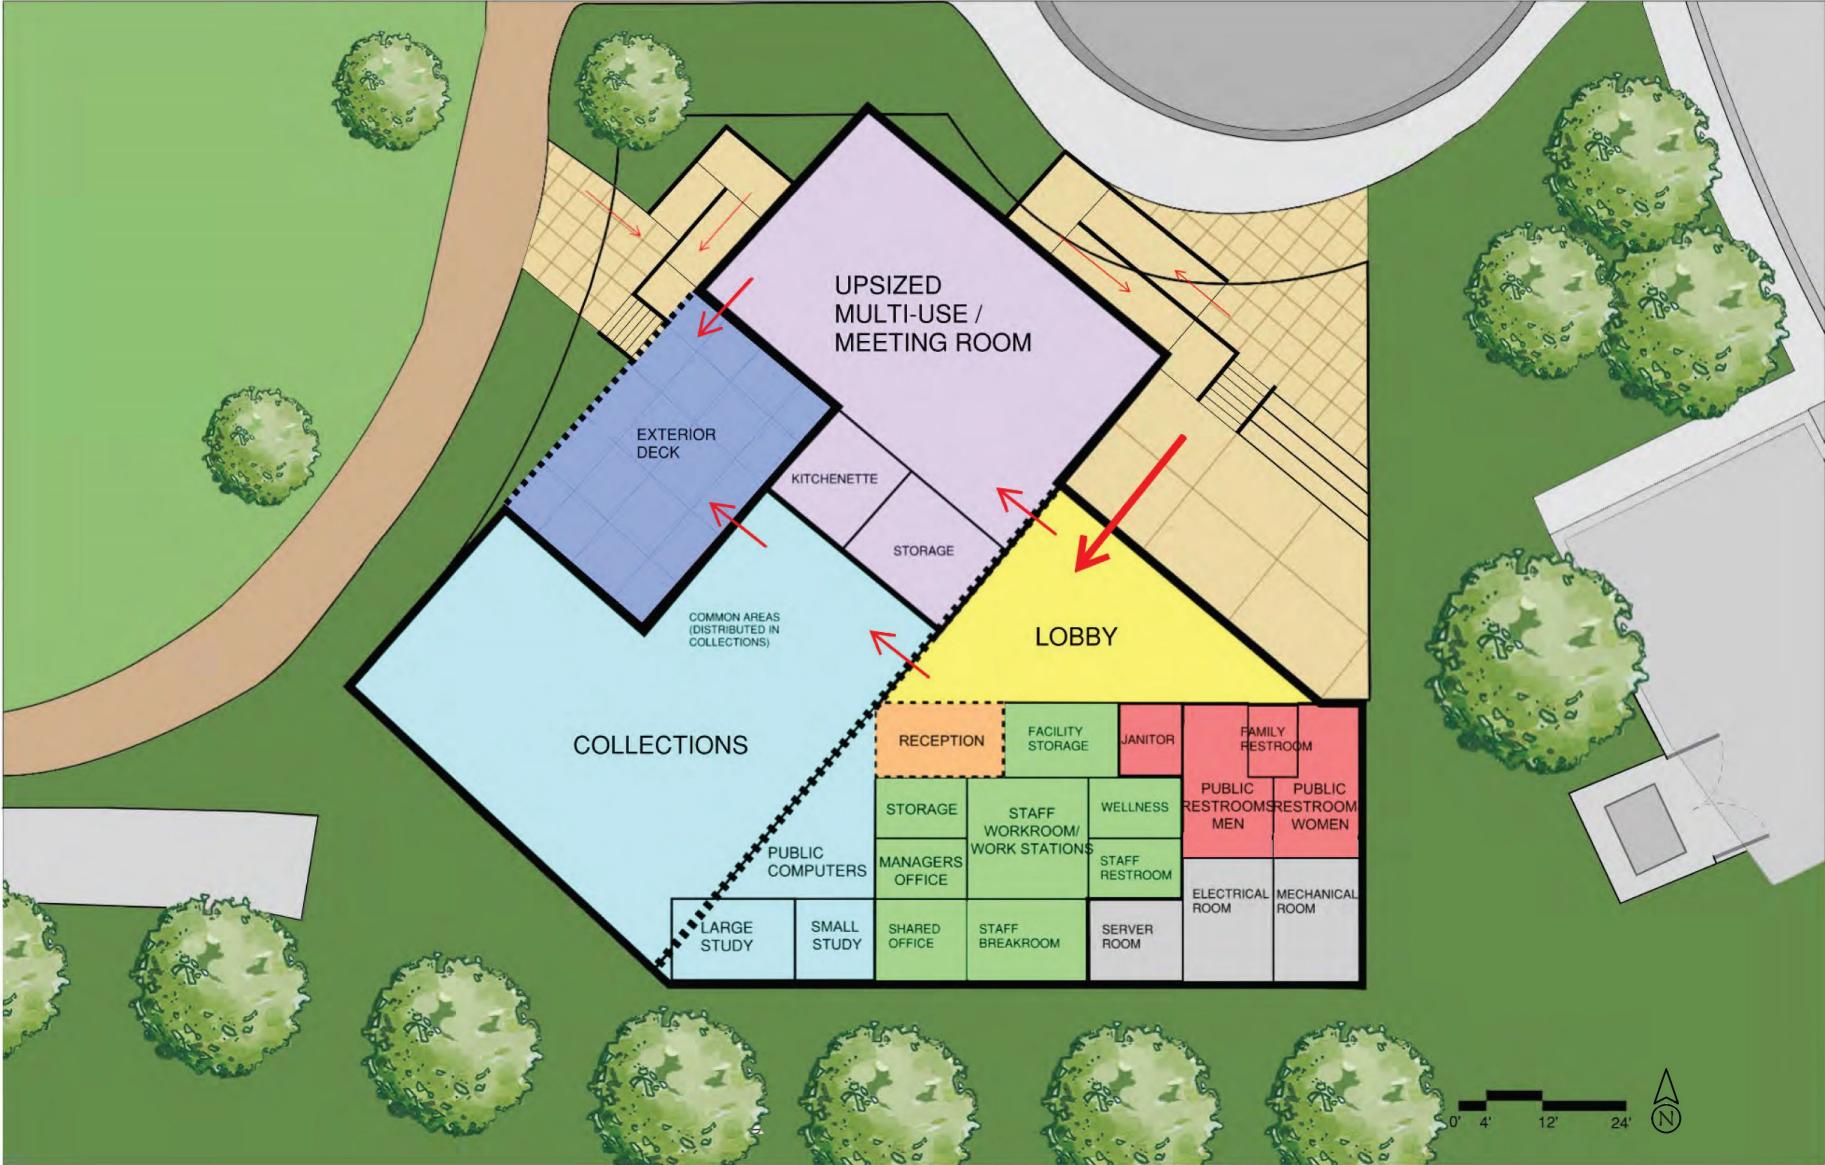 UPSIZED
MULTI-USE /
MEETING ROOM
EXTERIOR
DECK
KITCHENETTE
STORAGE
COMMON AREAS
(DISTRIBUTED IN
COLLECTIONS)
LOBBY
COLLECTIONS
RECEPTION
FACILITY
STORAGE
JANITOR
FAMILY
RESTROOM
PUBLIC
RESTROOMS
MEN
PUBLIC
RESTROOM
WOMEN
STORAGE
STAFF
WORKROOM/
WORK STATIONS
WELLNESS
PUBLIC
COMPUTERS
MANAGERS
OFFICE
STAFF
RESTROOM
ELECTRICAL
ROOM
MECHANICAL
ROOM
LARGE
STUDY
SMALL
STUDY
SHARED
OFFICE
STAFF
BREAKROOM
SERVER
ROOM
0' 4' 12' 24'
N